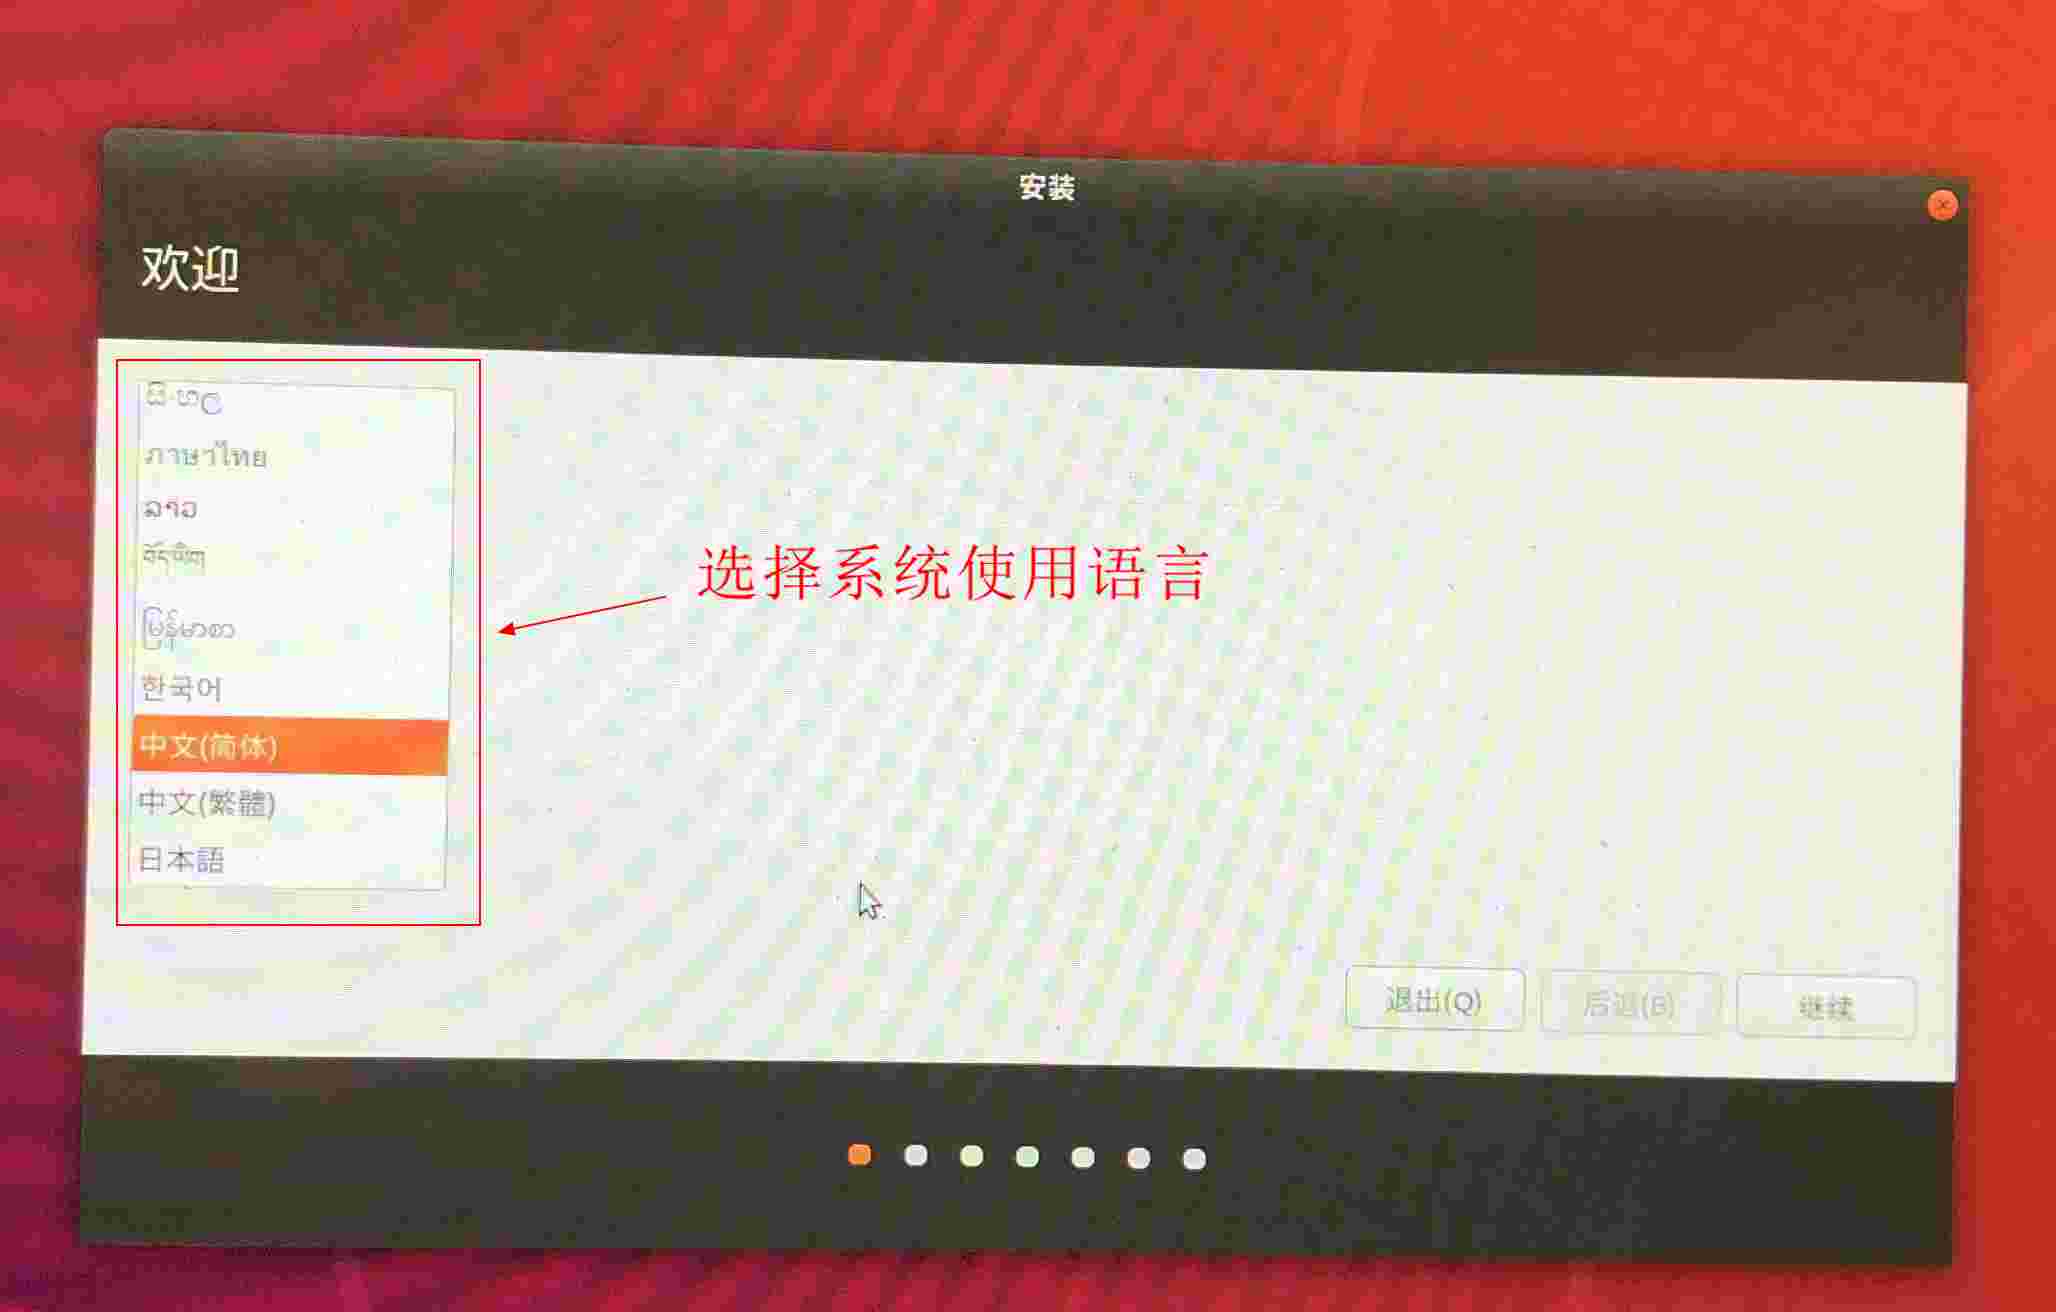 安装
欢迎
ภาษาไทย
ລາວ
မြန်မာစာ
한국어
中文(简体)
中文(繁體)
日本語
选择系统使用语言
退出(Q)
后退(B)
继续